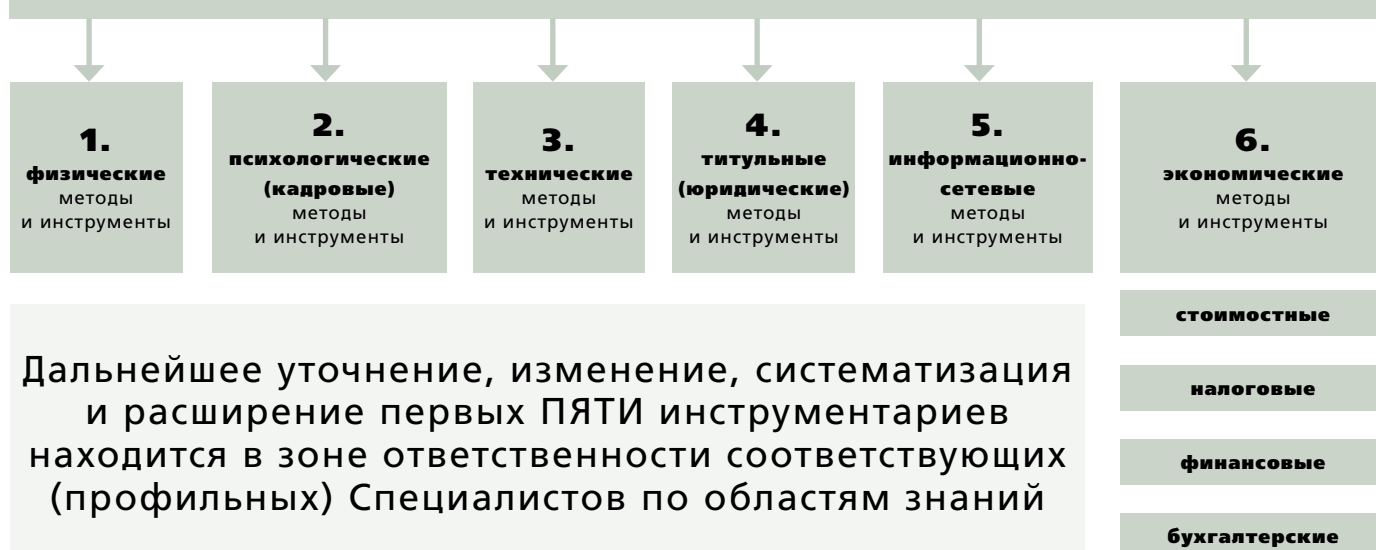 1.
физические
методы
и инструменты
2.
психологические
(кадровые)
методы
и инструменты
3.
технические
методы
и инструменты
4.
титульные
(юридические)
методы
и инструменты
5.
информационно-
сетевые
методы
и инструменты
6.
экономические
методы
и инструменты
стоимостные
налоговые
финансовые
бухгалтерские
Дальнейшее уточнение, изменение, систематизация
и расширение первых ПЯТИ инструментариев
находится в зоне ответственности соответствующих
(профильных) Специалистов по областям знаний